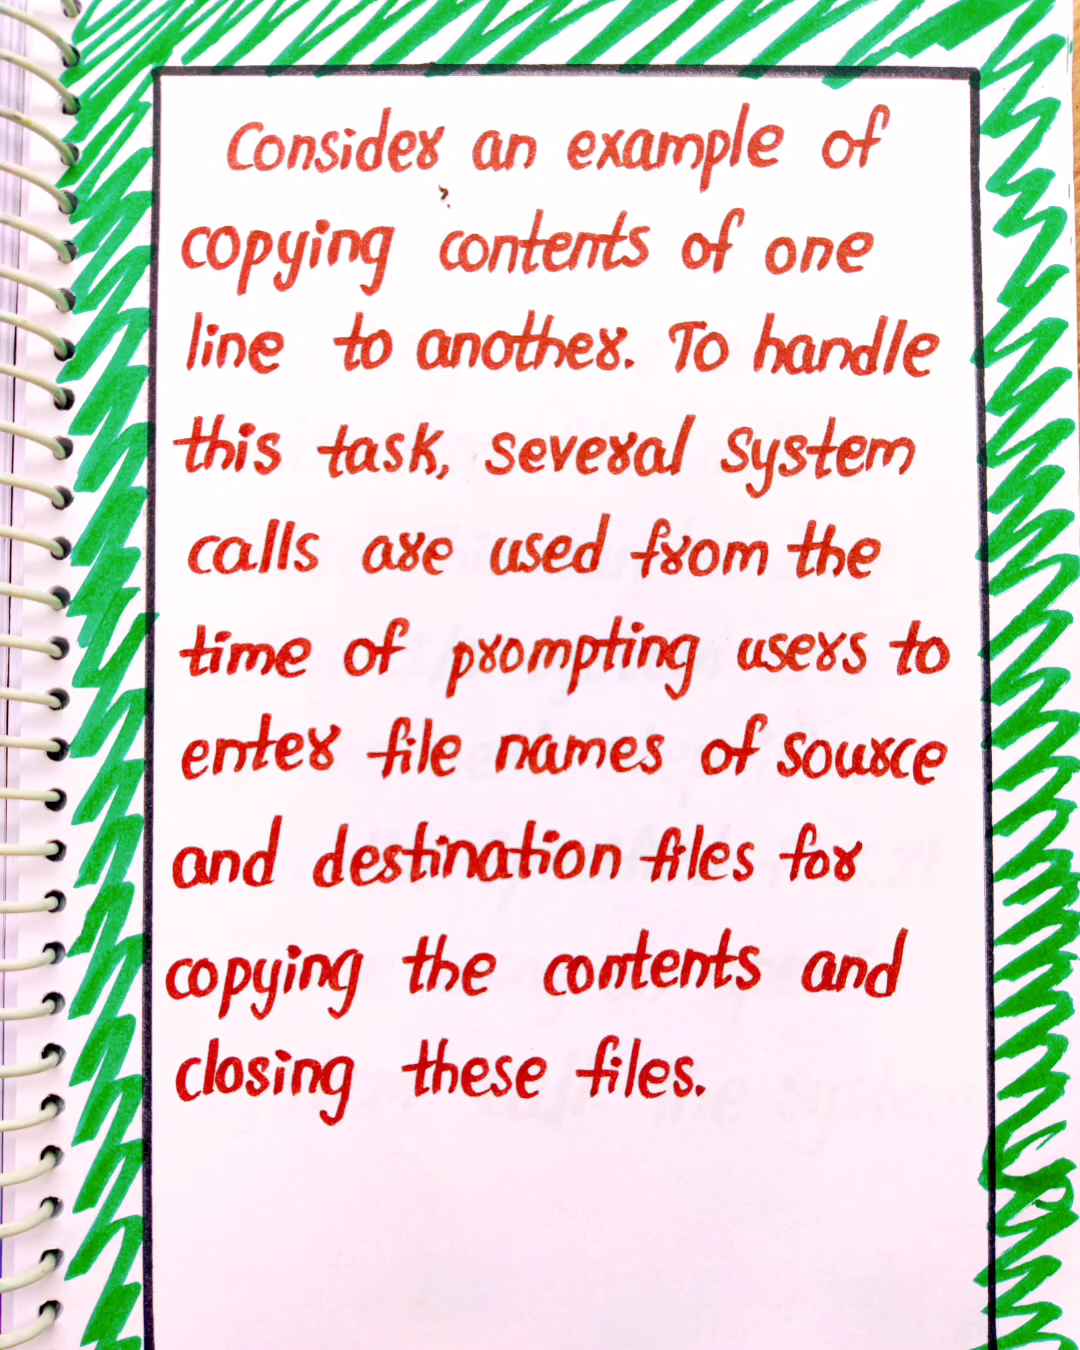 Consider an example of
copying contents of one
line to another. To handle
this task, several system
calls are used from the
time of prompting users to
enter file names of source
and destination files for
copying the contents and
closing these files.